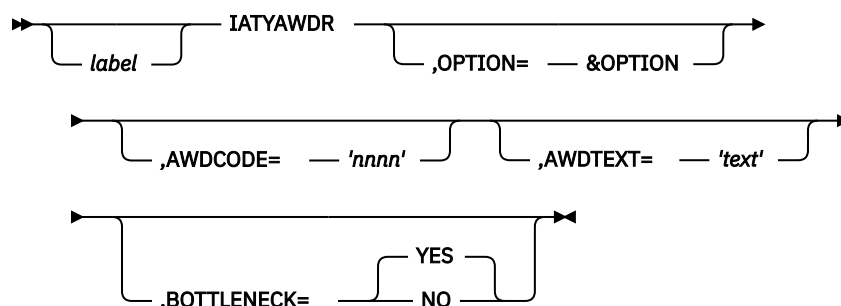 IATYAWDR
label
,OPTION= &OPTION
,AWDCODE= 'nnnn' ,AWDTEXT= 'text'
YES
,BOTTLENECK= NO